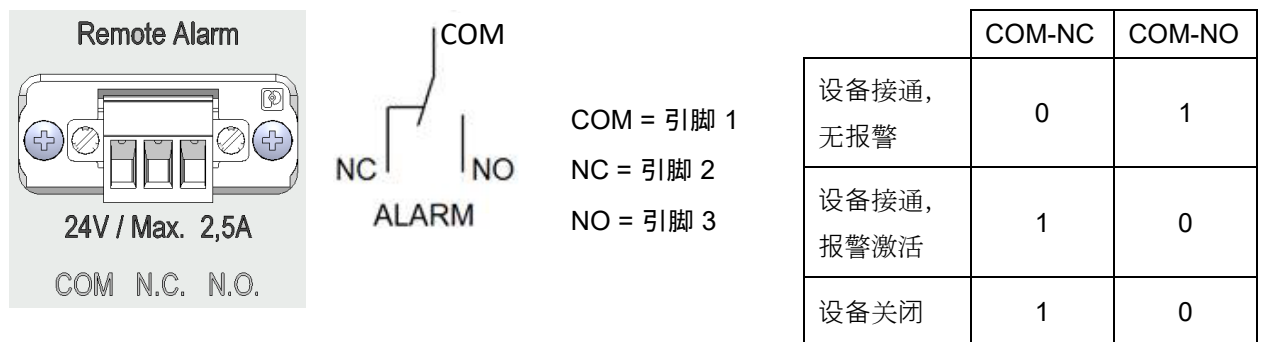 Remote Alarm
24V / Max. 2,5A
COM N.C. N.O.
COM
NC
NO
ALARM
COM = 引脚 1
NC = 引脚 2
NO = 引脚 3
COM-NC COM-NO
设备接通,
无报警
0 1
设备接通,
报警激活
1 0
设备关闭 1 0